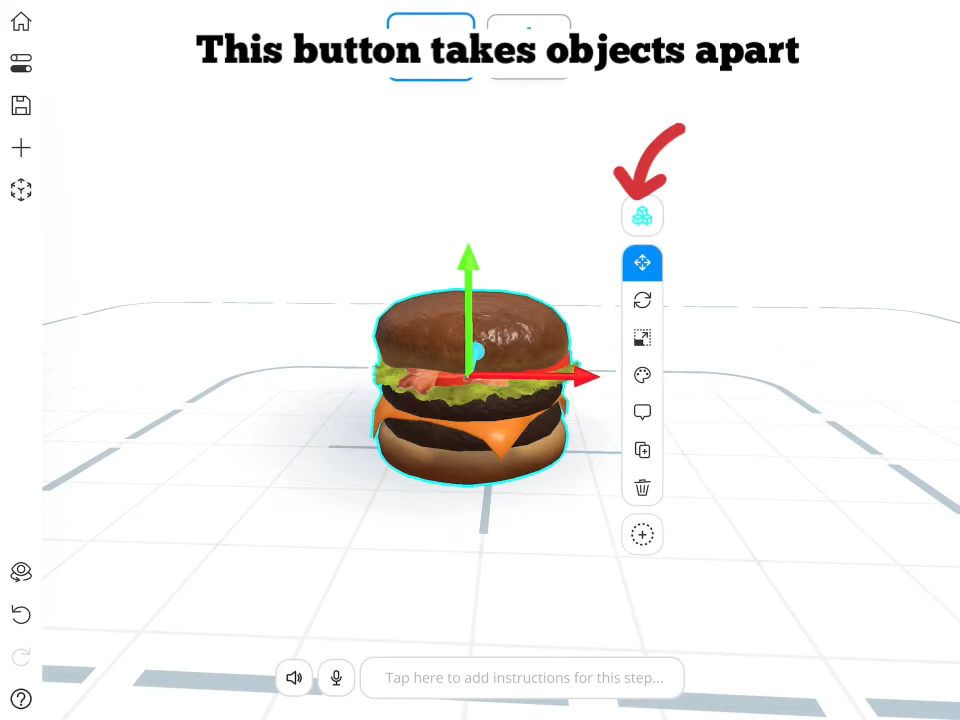 This button takes objects apart
Tap here to add instructions for this step...